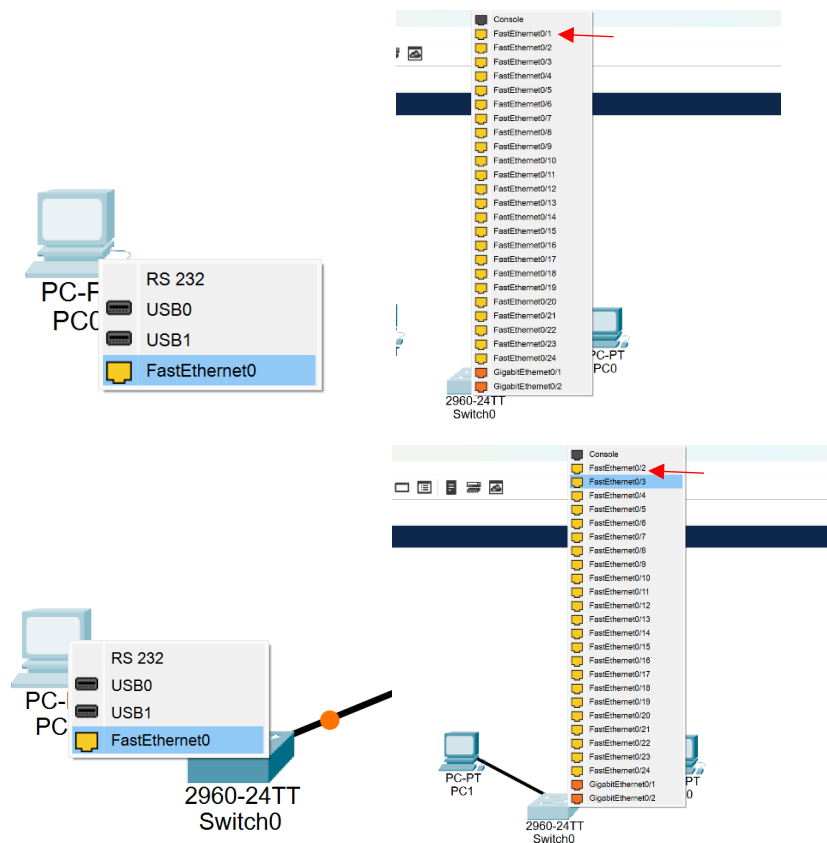 RS 232
USB0
USB1
FastEthernet0
PC-P
PC0
Console
FastEthernet0/1
FastEthernet0/2
FastEthernet0/3
FastEthernet0/4
FastEthernet0/5
FastEthernet0/6
FastEthernet0/7
FastEthernet0/8
FastEthernet0/9
FastEthernet0/10
FastEthernet0/11
FastEthernet0/12
FastEthernet0/13
FastEthernet0/14
FastEthernet0/15
FastEthernet0/16
FastEthernet0/17
FastEthernet0/18
FastEthernet0/19
FastEthernet0/20
FastEthernet0/21
FastEthernet0/22
FastEthernet0/23
FastEthernet0/24
GigabitEthernet0/1
GigabitEthernet0/2
PC-PT
PC0
2960-24TT
Switch0
RS 232
USB0
USB1
FastEthernet0
PC-
PC
2960-24TT
Switch0
Console
FastEthernet0/2
FastEthernet0/3
FastEthernet0/4
FastEthernet0/5
FastEthernet0/6
FastEthernet0/7
FastEthernet0/8
FastEthernet0/9
FastEthernet0/10
FastEthernet0/11
FastEthernet0/12
FastEthernet0/13
FastEthernet0/14
FastEthernet0/15
FastEthernet0/16
FastEthernet0/17
FastEthernet0/18
FastEthernet0/19
FastEthernet0/20
FastEthernet0/21
FastEthernet0/22
FastEthernet0/23
FastEthernet0/24
GigabitEthernet0/1
GigabitEthernet0/2
PC-PT
PC1
PT
0
2960-24TT
Switch0